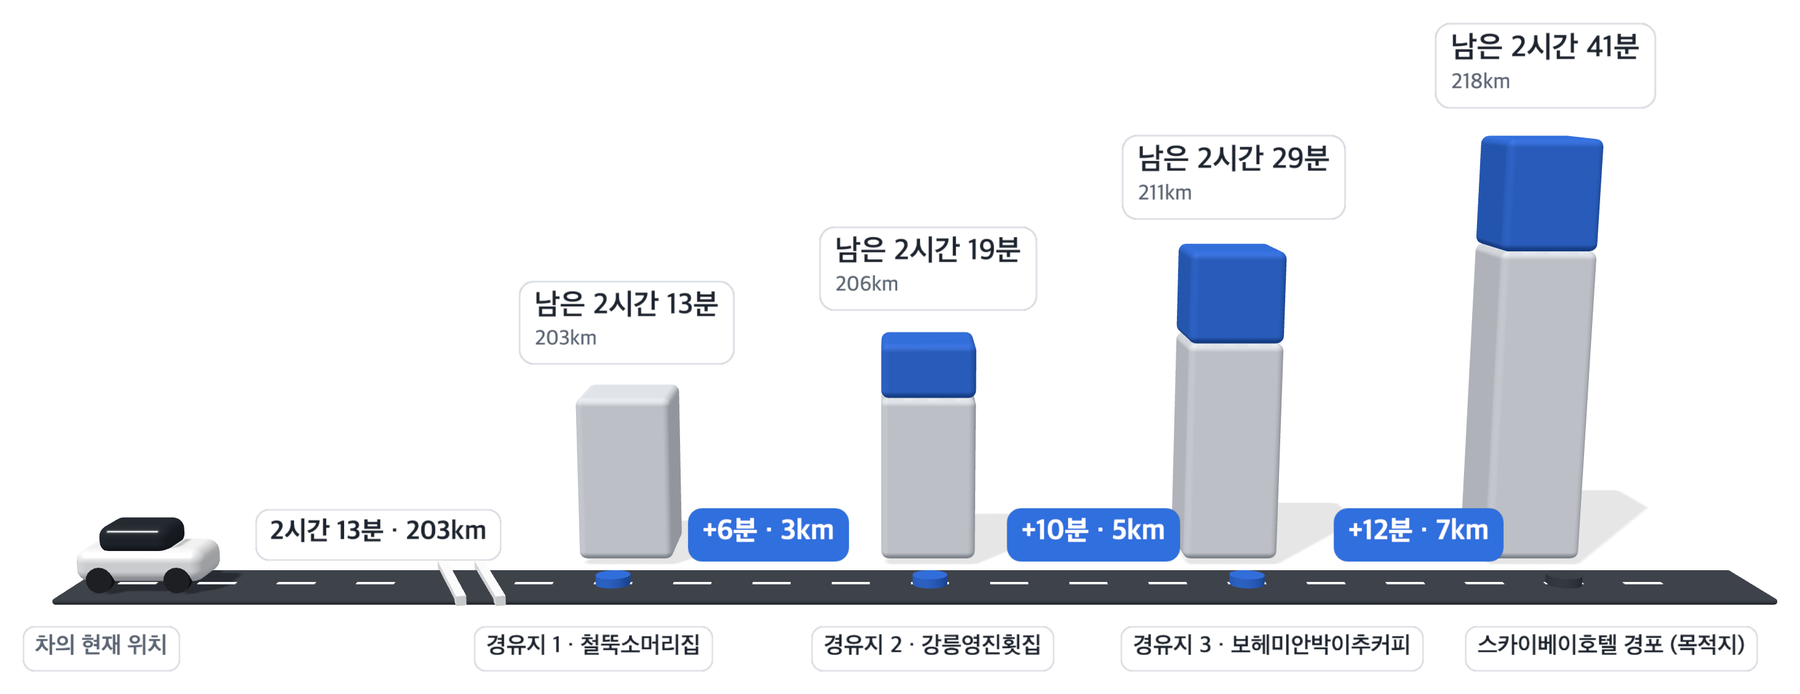 남은 2시간 41분
218km
남은 2시간 29분
211km
남은 2시간 19분
206km
남은 2시간 13분
203km
2시간 13분 · 203km
+6분 · 3km
+10분 · 5km
+12분 · 7km
차의 현재 위치
경유지 1 · 철뚝소머리집
경유지 2 · 강릉영진횟집
경유지 3 · 보헤미안박이추커피
스카이베이호텔 경포 (목적지)